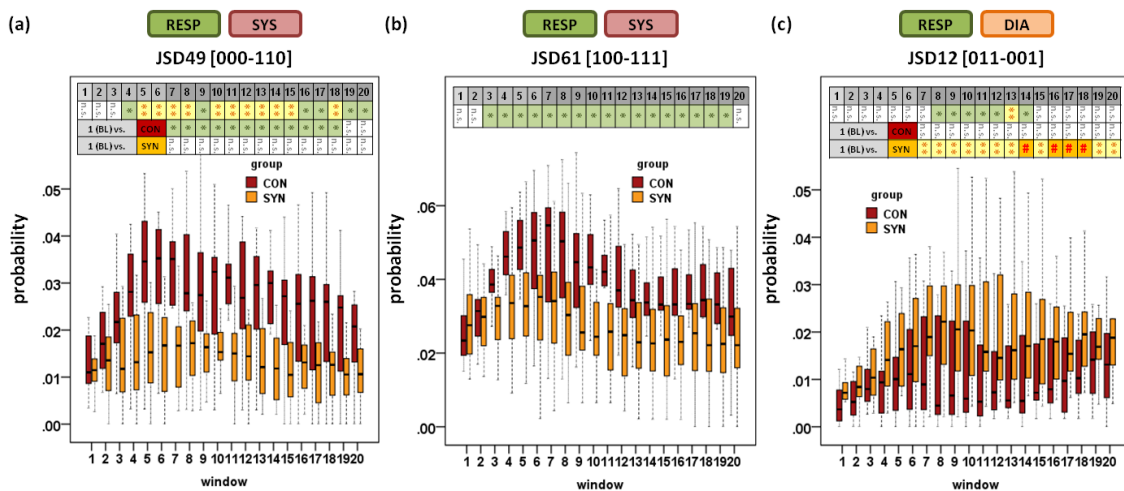 (a)
RESP SYS
JSD49 [000-110]
1 2 3 4 5 6 7 8 9 10 11 12 13 14 15 16 17 18 19 20
n.s. n.s. n.s. * * * * * * * * * * * * * * * * *
1 (BL) vs. CON * * * * * * * * * * * * n.s. n.s.
1 (BL) vs. SYN n.s. n.s. n.s. n.s. n.s. n.s. n.s. n.s. n.s. n.s. n.s. n.s. n.s. n.s.
group
CON
SYN
probability
.05
.04
.03
.02
.01
.00
1 2 3 4 5 6 7 8 9 10 11 12 13 14 15 16 17 18 19 20
window
(b)
RESP SYS
JSD61 [100-111]
1 2 3 4 5 6 7 8 9 10 11 12 13 14 15 16 17 18 19 20
n.s. n.s. * * * * * * * * * * * * * * * * * n.s.
group
CON
SYN
probability
.06
.04
.02
.00
1 2 3 4 5 6 7 8 9 10 11 12 13 14 15 16 17 18 19 20
window
(c)
RESP DIA
JSD12 [011-001]
1 2 3 4 5 6 7 8 9 10 11 12 13 14 15 16 17 18 19 20
n.s. n.s. n.s. n.s. n.s. n.s. n.s. * * * * * * * n.s. n.s. n.s. n.s. n.s. n.s.
1 (BL) vs. CON n.s. n.s. n.s. n.s. n.s. n.s. n.s. n.s. n.s. n.s. n.s. n.s. n.s. n.s.
1 (BL) vs. SYN * * * * * * * # * # # # * *
group
CON
SYN
probability
.05
.04
.03
.02
.01
.00
1 2 3 4 5 6 7 8 9 10 11 12 13 14 15 16 17 18 19 20
window